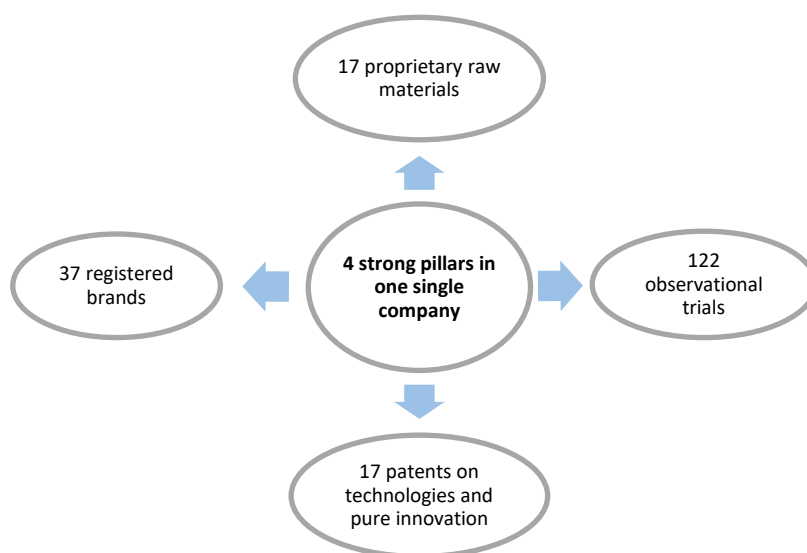 17 proprietary raw
materials
37 registered
brands
4 strong pillars in
one single
company
122
observational
trials
17 patents on
technologies and
pure innovation